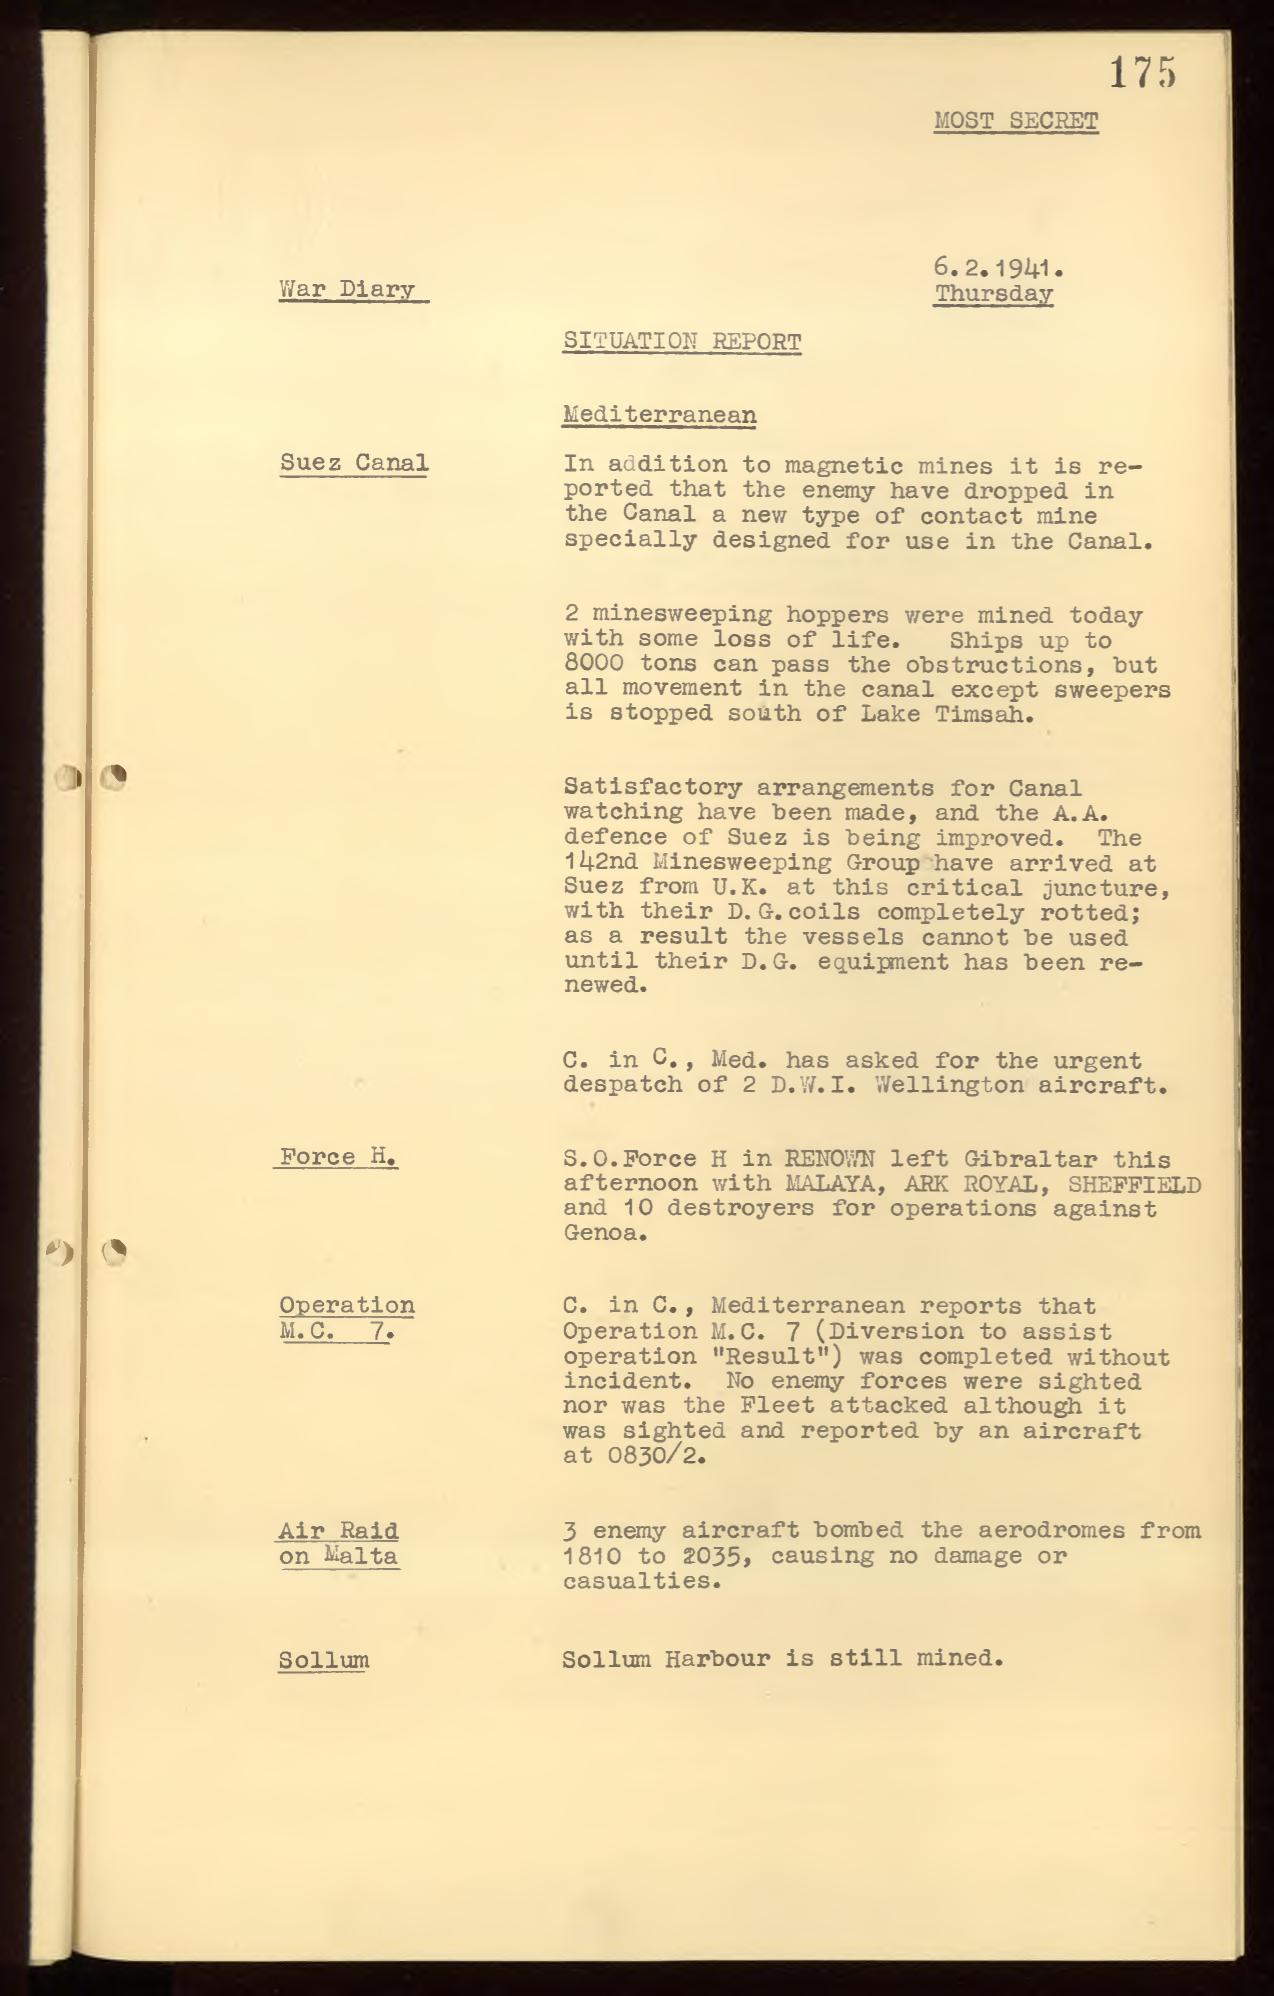 175
MOST SECRET
6.2.1941.
War Diary
Thursday
SITUATION REPORT
Mediterranean
Suez Canal
In addition to magnetic mines it is re-
ported that the enemy have dropped in
the Canal a new type of contact mine
specially designed for use in the Canal.
2 minesweeping hoppers were mined today
with some loss of life. Ships up to
8000 tons can pass the obstructions, but
all movement in the canal except sweepers
is stopped south of Lake Timsah.
Satisfactory arrangements for Canal
watching have been made, and the A.A.
defence of Suez is being improved. The
142nd Minesweeping Group have arrived at
Suez from U.K. at this critical juncture,
with their D.G.coils completely rotted;
as a result the vessels cannot be used
until their D.G. equipment has been re-
newed.
C. in C., Med. has asked for the urgent
despatch of 2 D.W.I. Wellington aircraft.
Force H.
S.O.Force H in RENOWN left Gibraltar this
afternoon with MALAYA, ARK ROYAL, SHEFFIELD
and 10 destroyers for operations against
Genoa.
Operation
M.C. 7.
C. in C., Mediterranean reports that
Operation M.C. 7 (Diversion to assist
operation "Result") was completed without
incident. No enemy forces were sighted
nor was the Fleet attacked although it
was sighted and reported by an aircraft
at 0830/2.
Air Raid
on Malta
3 enemy aircraft bombed the aerodromes from
1810 to 2035, causing no damage or
casualties.
Sollum
Sollum Harbour is still mined.